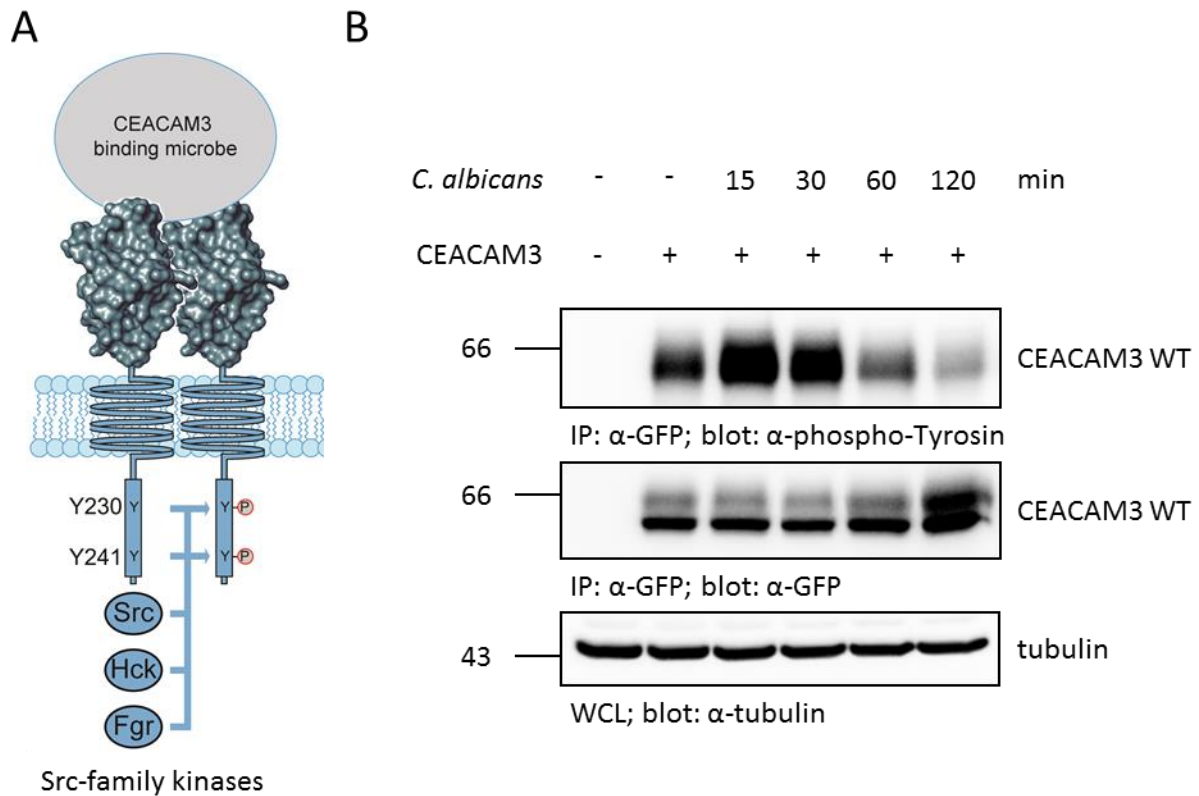 A
CEACAM3
binding microbe
Y230
Y
Y
P
Y241
Y
Y
P
Src
Hck
Fgr
Src-family kinases
B
C. albicans - - 15 30 60 120 min
CEACAM3 - + + + + +
66 CEACAM3 WT
IP: α-GFP; blot: α-phospho-Tyrosin
66 CEACAM3 WT
IP: α-GFP; blot: α-GFP
43 tubulin
WCL; blot: α-tubulin